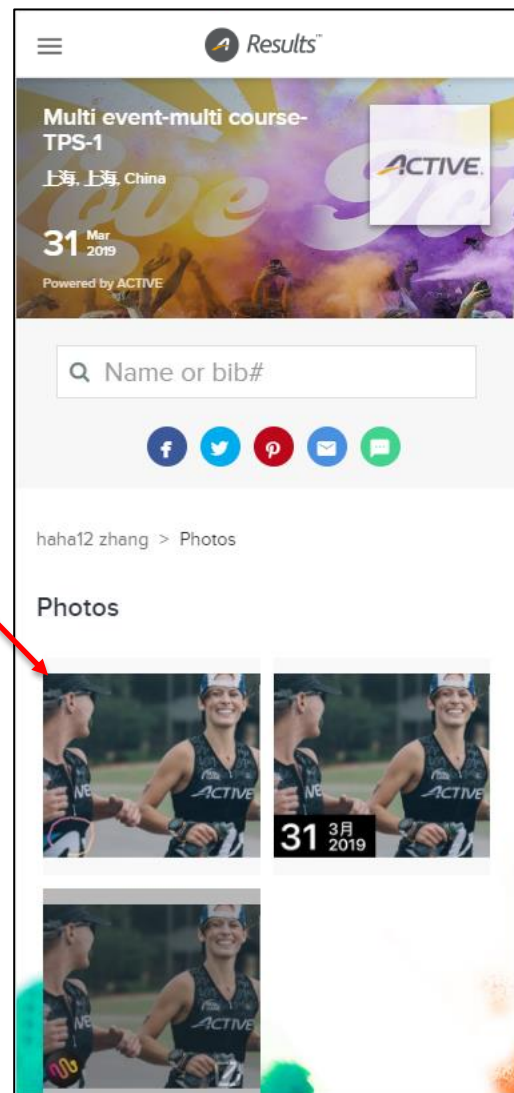 Results™
Multi event-multi course-
TPS-1
上海, 上海, China
31 Mar
2019
Powered by ACTIVE
ACTIVE.
Name or bib#
haha12 zhang > Photos
Photos
ACTIVE
ACTIVE
31 3月
2019
ACTIVE